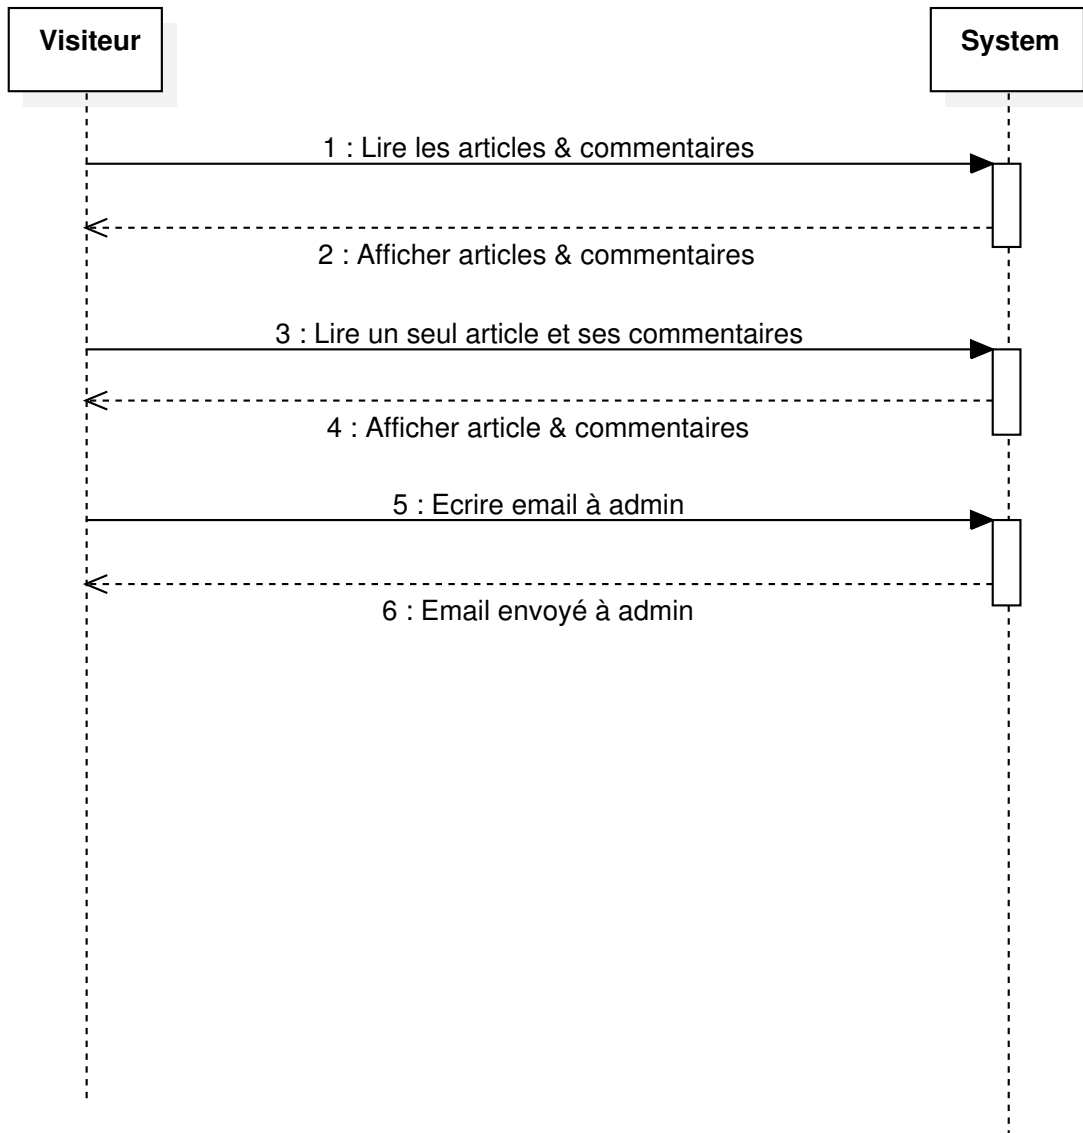 Visiteur
System
1 : Lire les articles & commentaires
2 : Afficher articles & commentaires
3 : Lire un seul article et ses commentaires
4 : Afficher article & commentaires
5 : Ecrire email à admin
6 : Email envoyé à admin